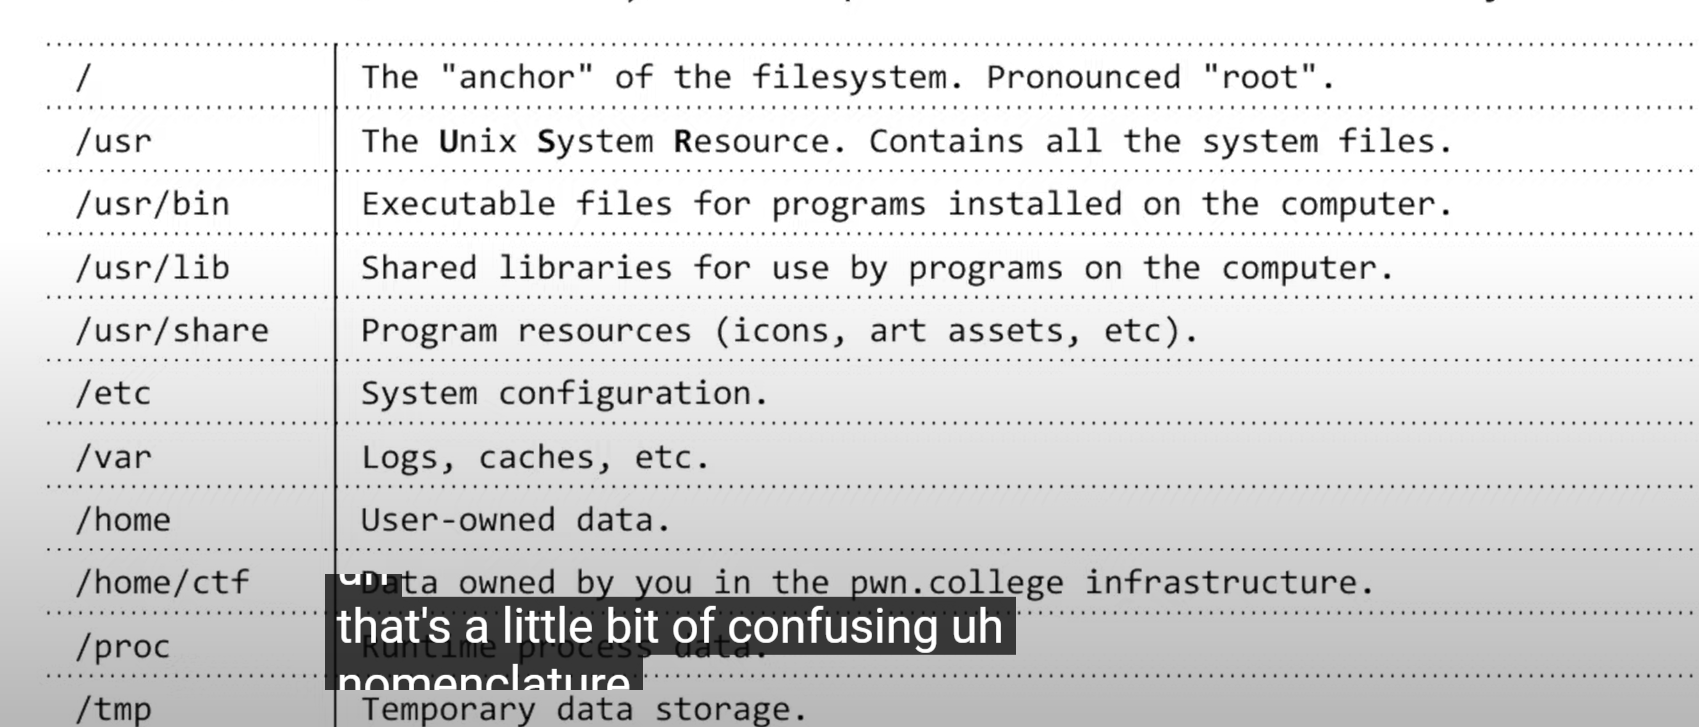 / The "anchor" of the filesystem. Pronounced "root".
/usr The Unix System Resource. Contains all the system files.
/usr/bin Executable files for programs installed on the computer.
/usr/lib Shared libraries for use by programs on the computer.
/usr/share Program resources (icons, art assets, etc).
/etc System configuration.
/var Logs, caches, etc.
/home User-owned data.
/home/ctf Data owned by you in the pwn.college infrastructure.
that's a little bit of confusing uh
/proc Runtime process data.
nomenclature
/tmp Temporary data storage.